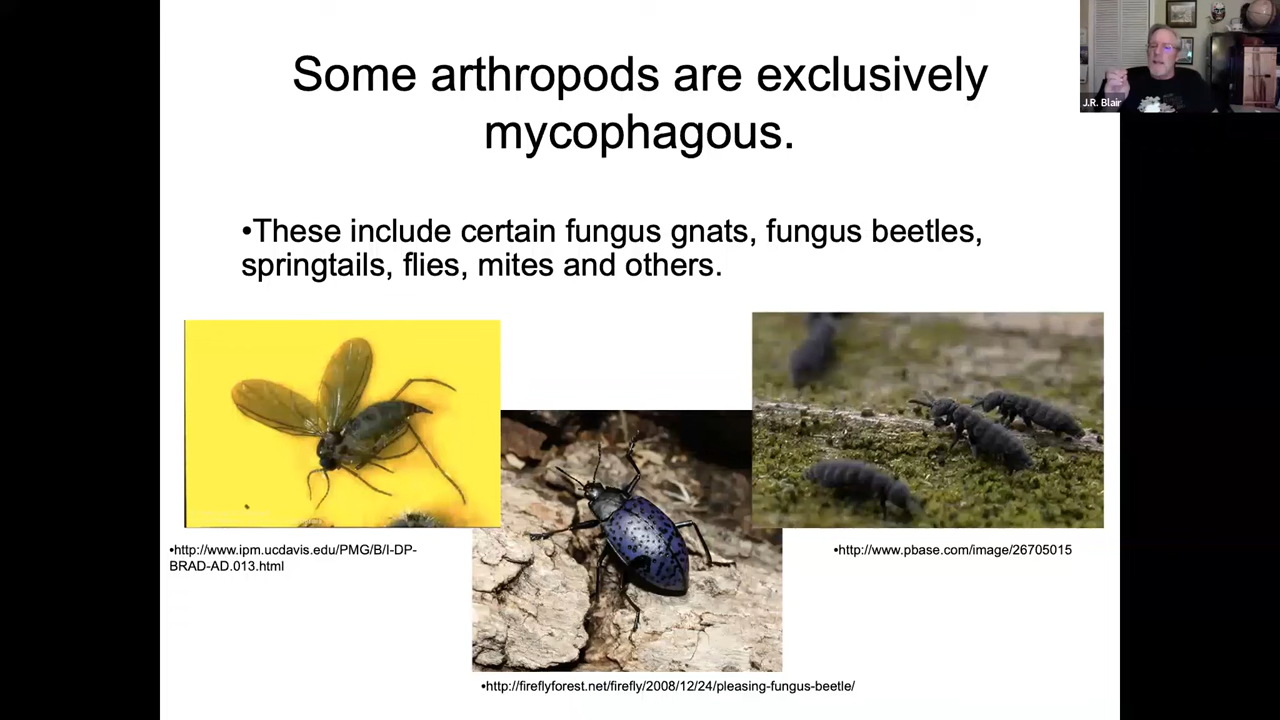 Some arthropods are exclusively
mycophagous.
J.R. Blair
•These include certain fungus gnats, fungus beetles,
springtails, flies, mites and others.
•http://www.ipm.ucdavis.edu/PMG/B/I-DP-
BRAD-AD.013.html
•http://www.pbase.com/image/26705015
•http://fireflyforest.net/firefly/2008/12/24/pleasing-fungus-beetle/